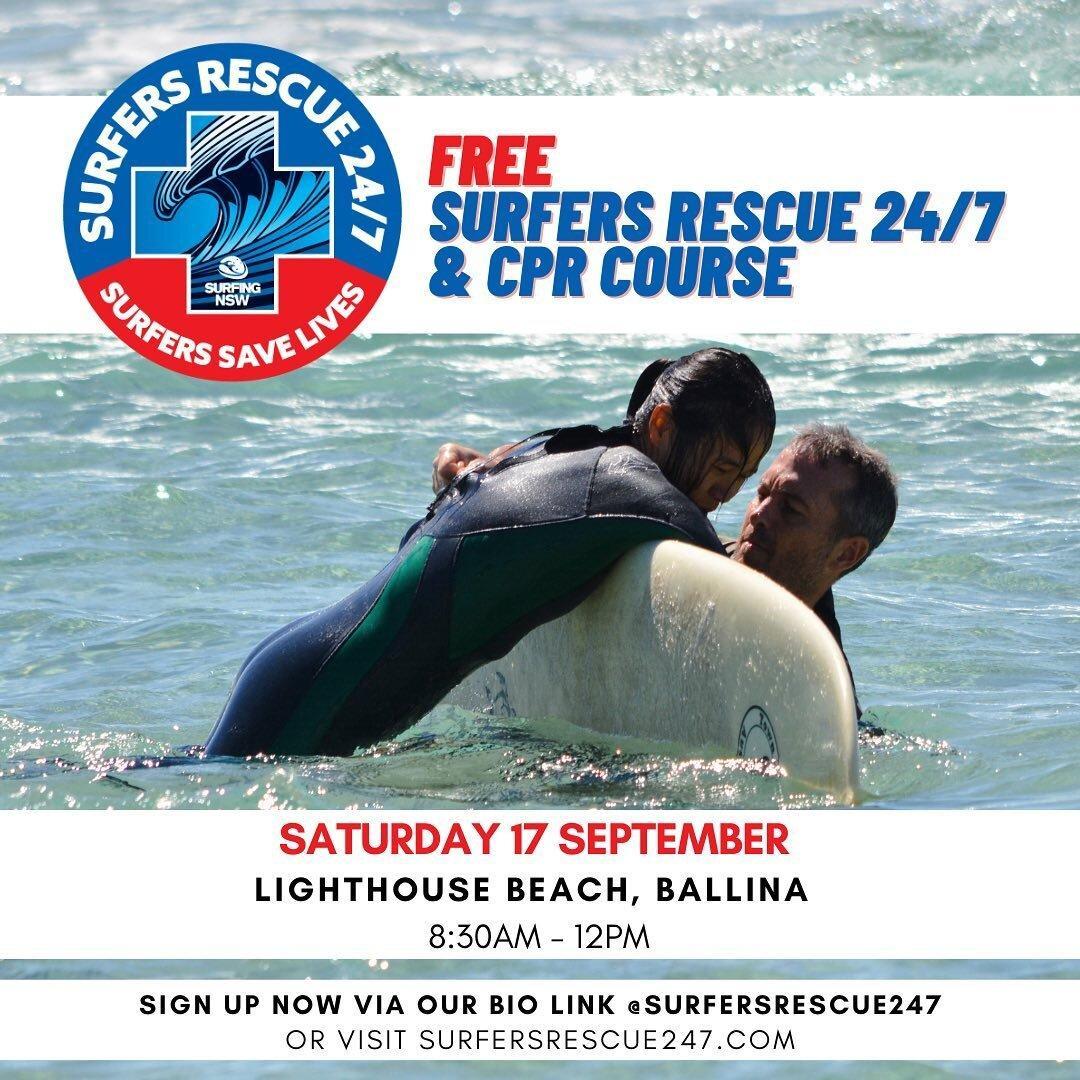 SURFERS RESCUE 24/7
SURFING
NSW
SURFERS SAVE LIVES
FREE
SURFERS RESCUE 24/7
& CPR COURSE
SATURDAY 17 SEPTEMBER
LIGHTHOUSE BEACH, BALLINA
8:30AM - 12PM
SIGN UP NOW VIA OUR BIO LINK @SURFERSRESCUE247
OR VISIT SURFERSRESCUE247.COM